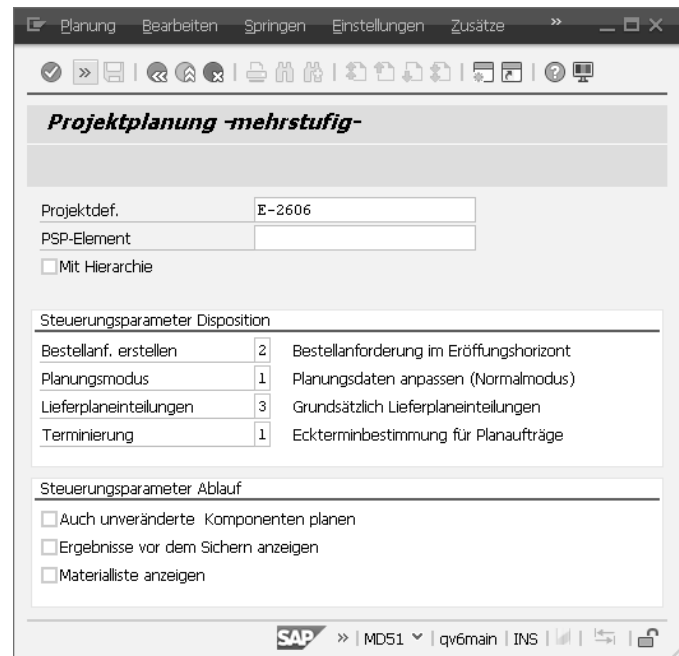 Planung Bearbeiten Springen Einstellungen Zusätze »
Projektplanung -mehrstufig-
Projektdef. E-2606
PSP-Element
Mit Hierarchie
Steuerungsparameter Disposition
Bestellanf. erstellen 2 Bestellanforderung im Eröffungshorizont
Planungsmodus 1 Planungsdaten anpassen (Normalmodus)
Lieferplaneinteilungen 3 Grundsätzlich Lieferplaneinteilungen
Terminierung 1 Eckterminbestimmung für Planaufträge
Steuerungsparameter Ablauf
Auch unveränderte Komponenten planen
Ergebnisse vor dem Sichern anzeigen
Materialliste anzeigen
SAP » | MD51 | qv6main | INS